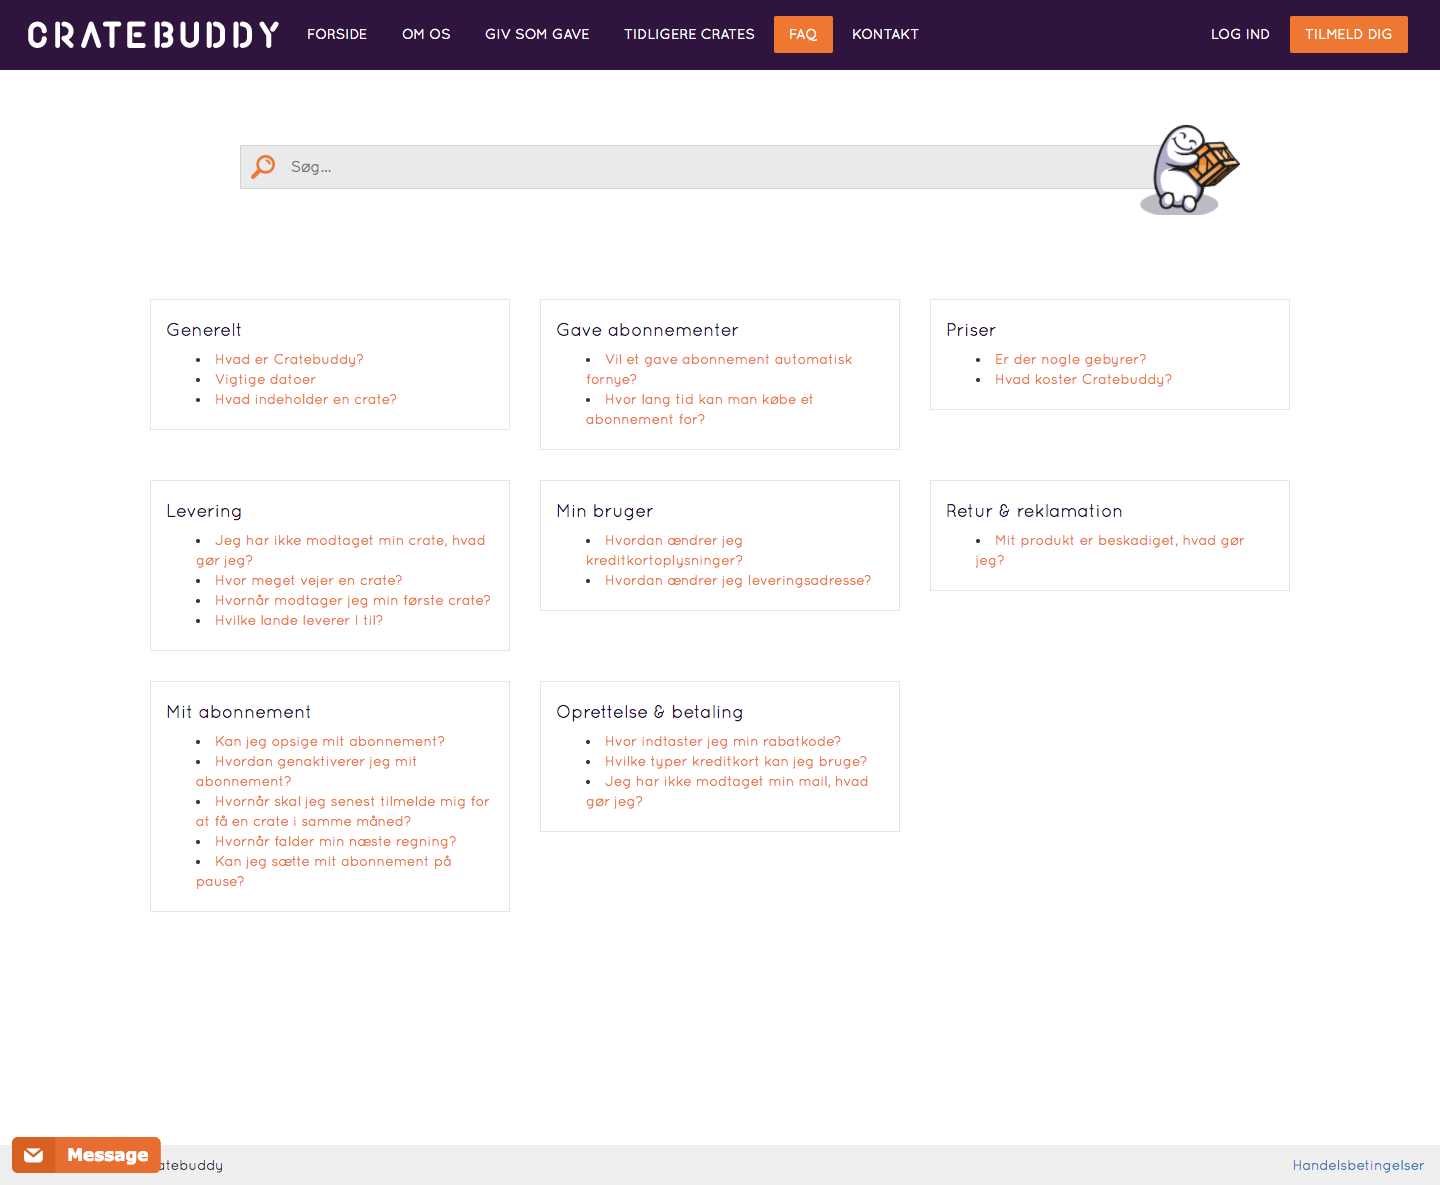 CRATEBUDDY FORSIDE OM OS GIV SOM GAVE TIDLIGERE CRATES FAQ KONTAKT LOG IND TILMELD DIG
Søg...
Generelt
Hvad er Cratebuddy?
Vigtige datoer
Hvad indeholder en crate?
Gave abonnementer
Vil et gave abonnement automatisk
fornye?
Hvor lang tid kan man købe et
abonnement for?
Priser
Er der nogle gebyrer?
Hvad koster Cratebuddy?
Levering
Jeg har ikke modtaget min crate, hvad
gør jeg?
Hvor meget vejer en crate?
Hvornår modtager jeg min første crate?
Hvilke lande leverer I til?
Min bruger
Hvordan ændrer jeg
kreditkortoplysninger?
Hvordan ændrer jeg leveringsadresse?
Retur & reklamation
Mit produkt er beskadiget, hvad gør
jeg?
Mit abonnement
Kan jeg opsige mit abonnement?
Hvordan genaktiverer jeg mit
abonnement?
Hvornår skal jeg senest tilmelde mig for
at få en crate i samme måned?
Hvornår falder min næste regning?
Kan jeg sætte mit abonnement på
pause?
Oprettelse & betaling
Hvor indtaster jeg min rabatkode?
Hvilke typer kreditkort kan jeg bruge?
Jeg har ikke modtaget min mail, hvad
gør jeg?
Message
atebuddy
Handelsbetingelser